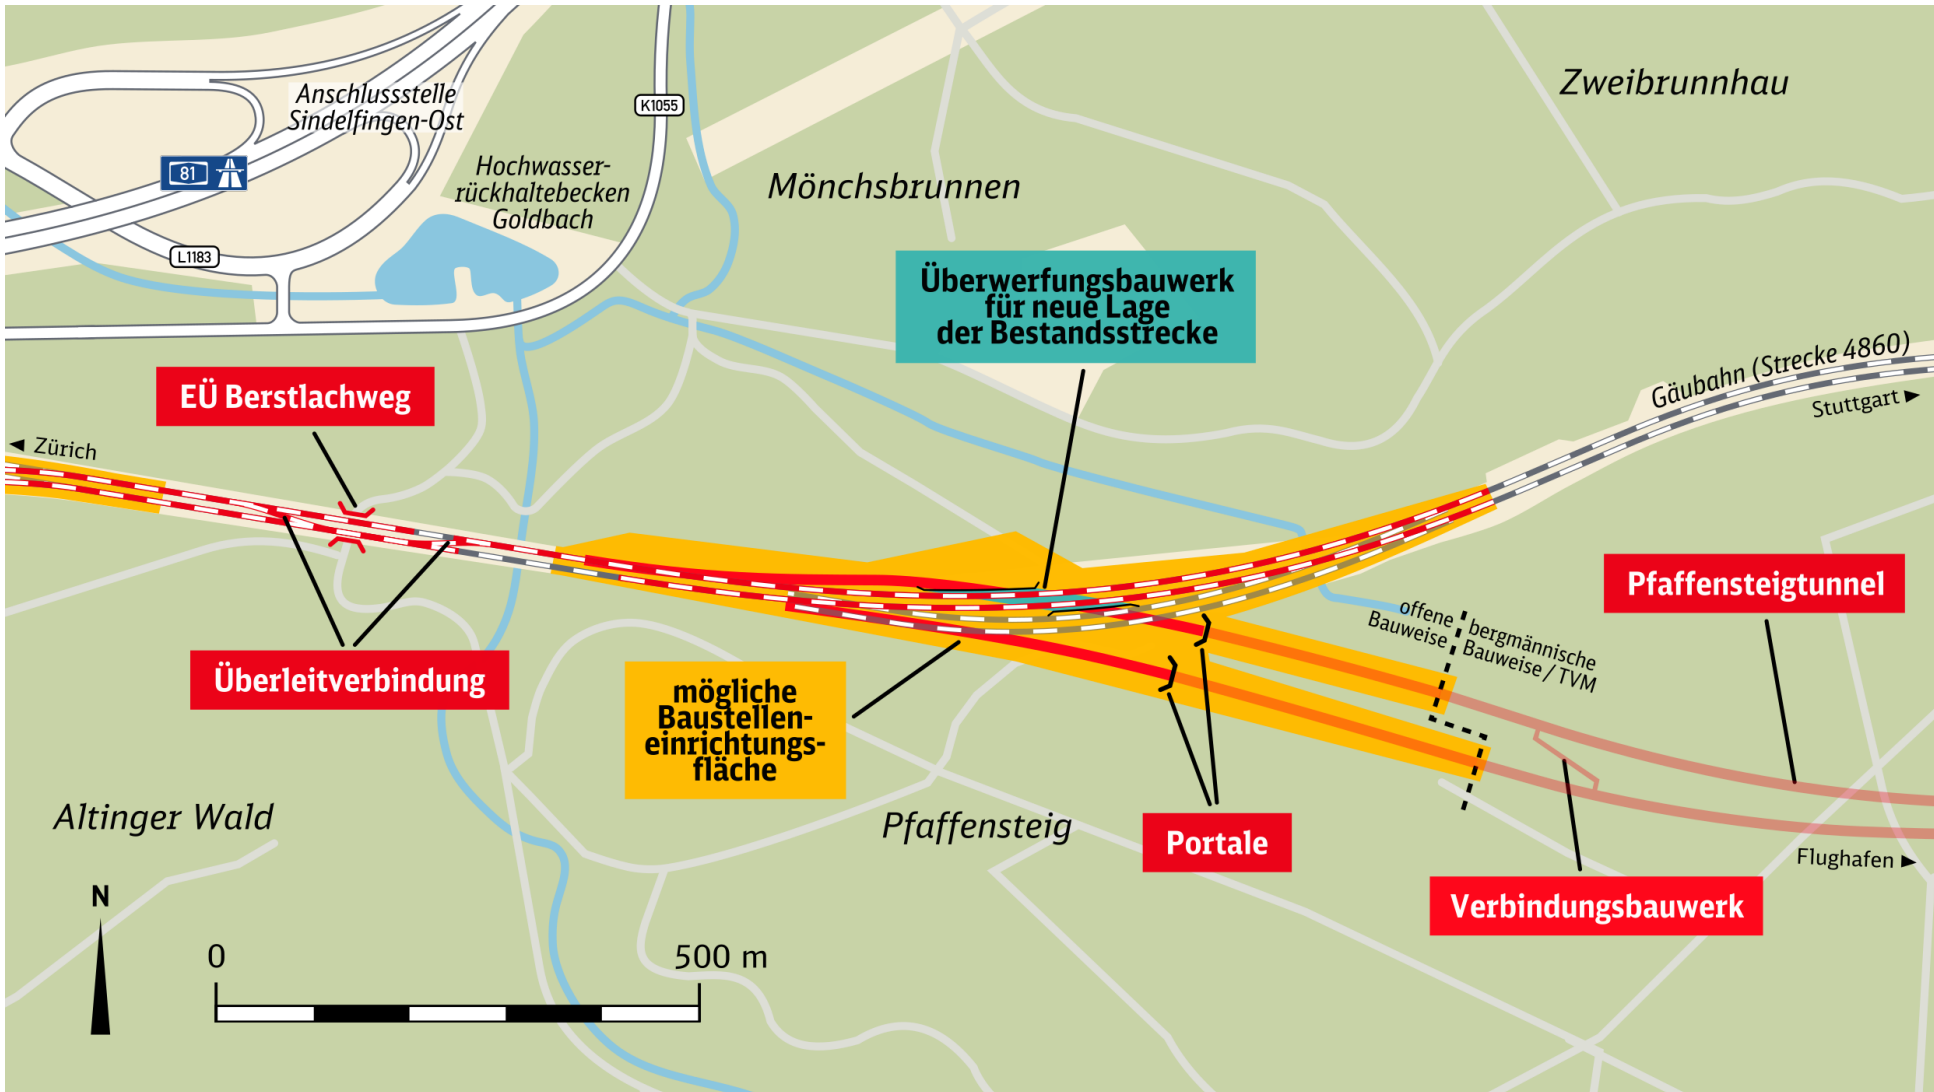 Zweibrunnhau
Anschlussstelle
Sindelfingen-Ost
K1055
81
Hochwasser-
rückhaltebecken
Goldbach
Mönchsbrunnen
L1183
Überwerfungsbauwerk
für neue Lage
der Bestandsstrecke
Gäubahn (Strecke 4860)
Stuttgart ►
EÜ Berstlachweg
◄ Zürich
Pfaffensteigtunnel
offene
Bauweise
bergmännische
Bauweise / TVM
Überleitverbindung
mögliche
Baustellen-
einrichtungs-
fläche
Altinger Wald
Pfaffensteig
Portale
Flughafen ►
Verbindungsbauwerk
N
0
500 m